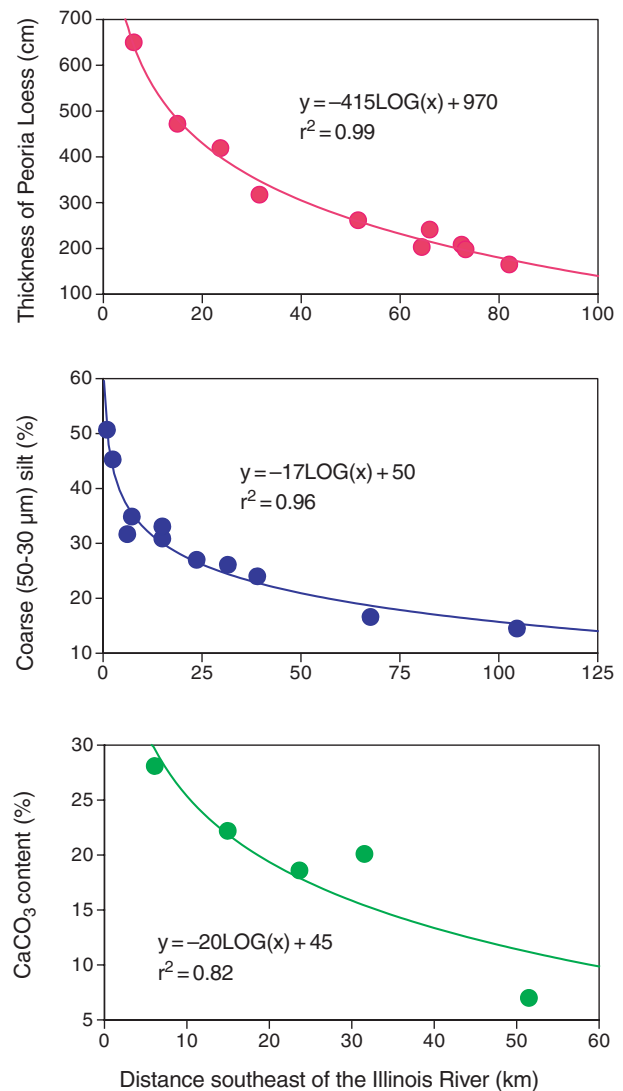 Thickness of Peoria Loess (cm)
700
600
500
400
300
200
100
y = –415LOG(x) + 970
r² = 0.99
0 20 40 60 80 100
Coarse (50-30 µm) silt (%)
60
50
40
30
20
10
y = –17LOG(x) + 50
r² = 0.96
0 25 50 75 100 125
CaCO₃ content (%)
30
25
20
15
10
5
y = –20LOG(x) + 45
r² = 0.82
0 10 20 30 40 50 60
Distance southeast of the Illinois River (km)